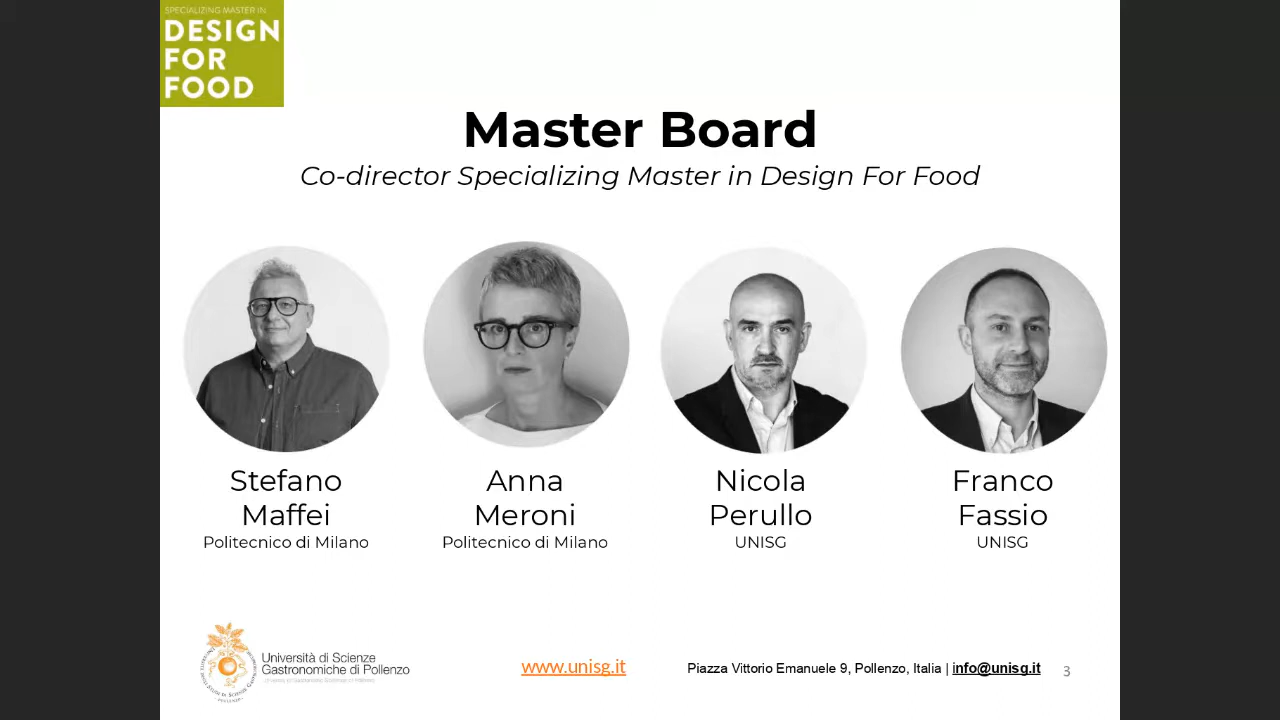 SPECIALIZING MASTER IN
DESIGN
FOR
FOOD
Master Board
Co-director Specializing Master in Design For Food
Stefano
Maffei
Politecnico di Milano
Anna
Meroni
Politecnico di Milano
Nicola
Perullo
UNISG
Franco
Fassio
UNISG
Università di Scienze
Gastronomiche di Pollenzo
www.unisg.it
Piazza Vittorio Emanuele 9, Pollenzo, Italia | info@unisg.it
3